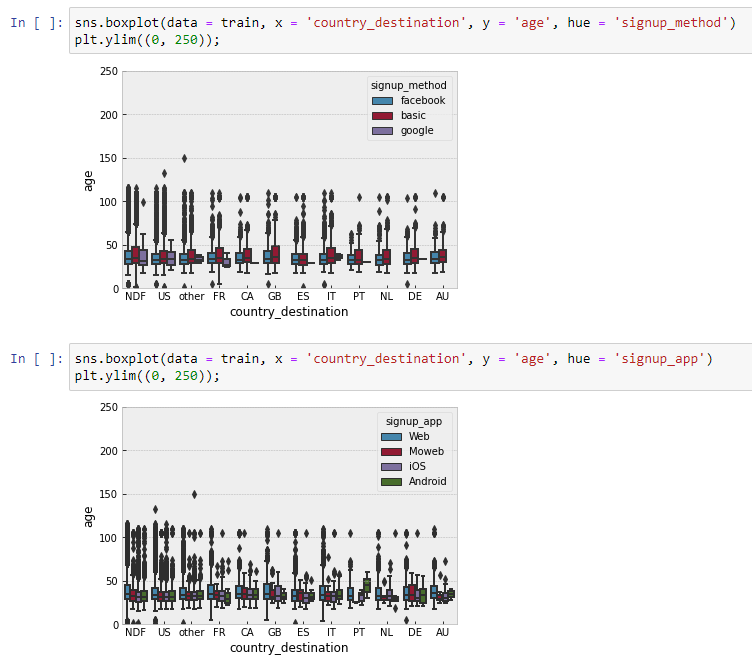 In [ ]: sns.boxplot(data = train, x = 'country_destination', y = 'age', hue = 'signup_method')
plt.ylim((0, 250));
250
200
150
100
50
0
age
signup_method
facebook
basic
google
NDF US other FR CA GB ES IT PT NL DE AU
country_destination
In [ ]: sns.boxplot(data = train, x = 'country_destination', y = 'age', hue = 'signup_app')
plt.ylim((0, 250));
250
200
150
100
50
0
age
signup_app
Web
Moweb
iOS
Android
NDF US other FR CA GB ES IT PT NL DE AU
country_destination